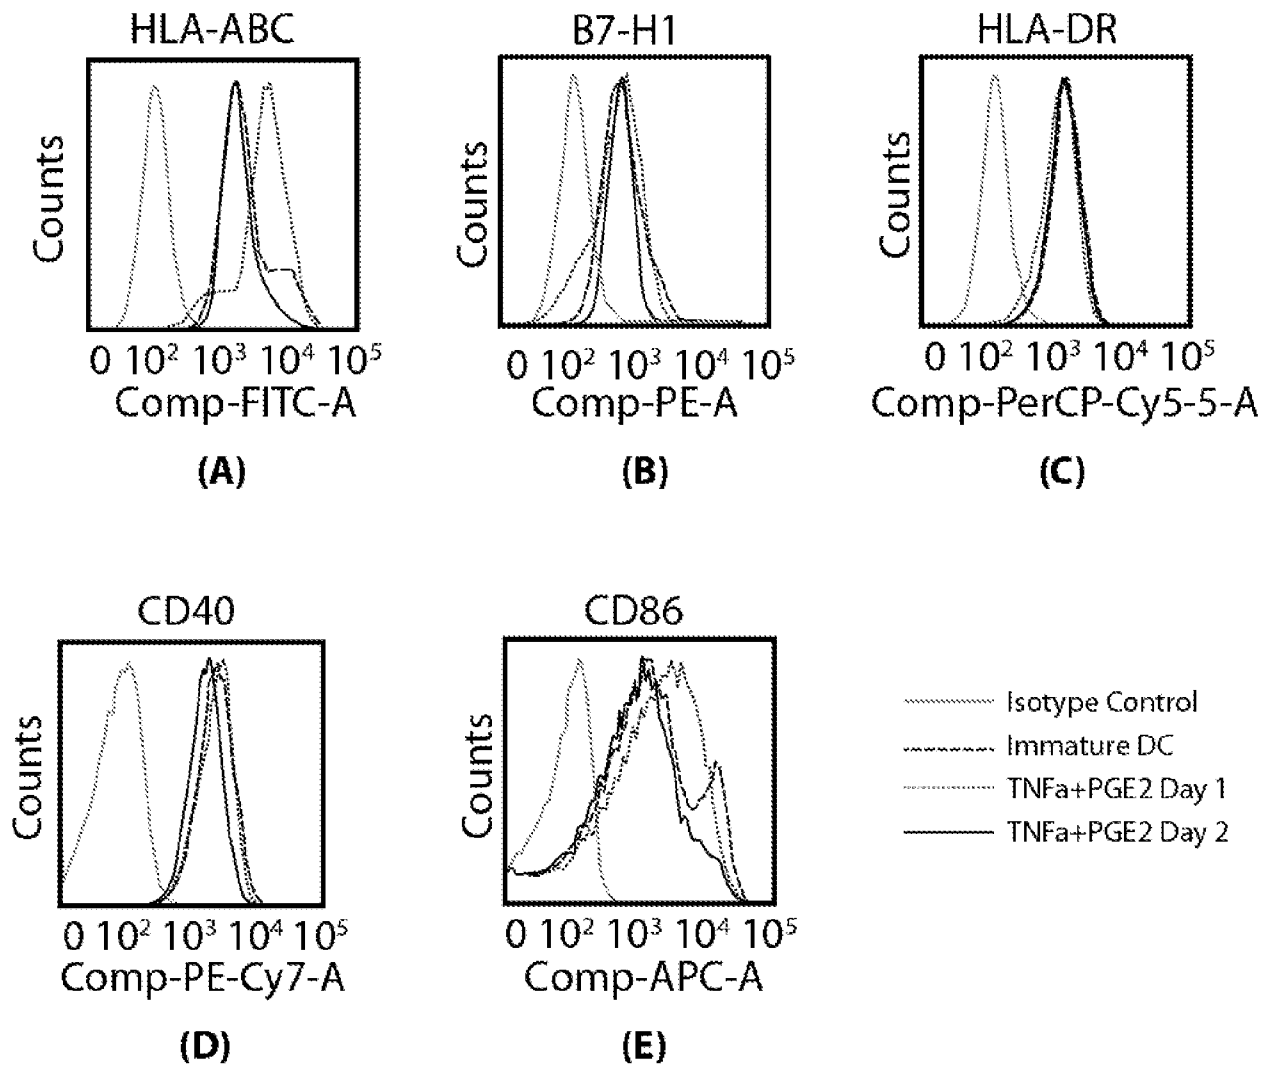 HLA-ABC
Counts
0 10² 10³ 10⁴ 10⁵
Comp-FITC-A
(A)
B7-H1
Counts
0 10² 10³ 10⁴ 10⁵
Comp-PE-A
(B)
HLA-DR
Counts
0 10² 10³ 10⁴ 10⁵
Comp-PerCP-Cy5-5-A
(C)
CD40
Counts
0 10² 10³ 10⁴ 10⁵
Comp-PE-Cy7-A
(D)
CD86
Counts
0 10² 10³ 10⁴ 10⁵
Comp-APC-A
(E)
Isotype Control
Immature DC
TNFa+PGE2 Day 1
TNFa+PGE2 Day 2